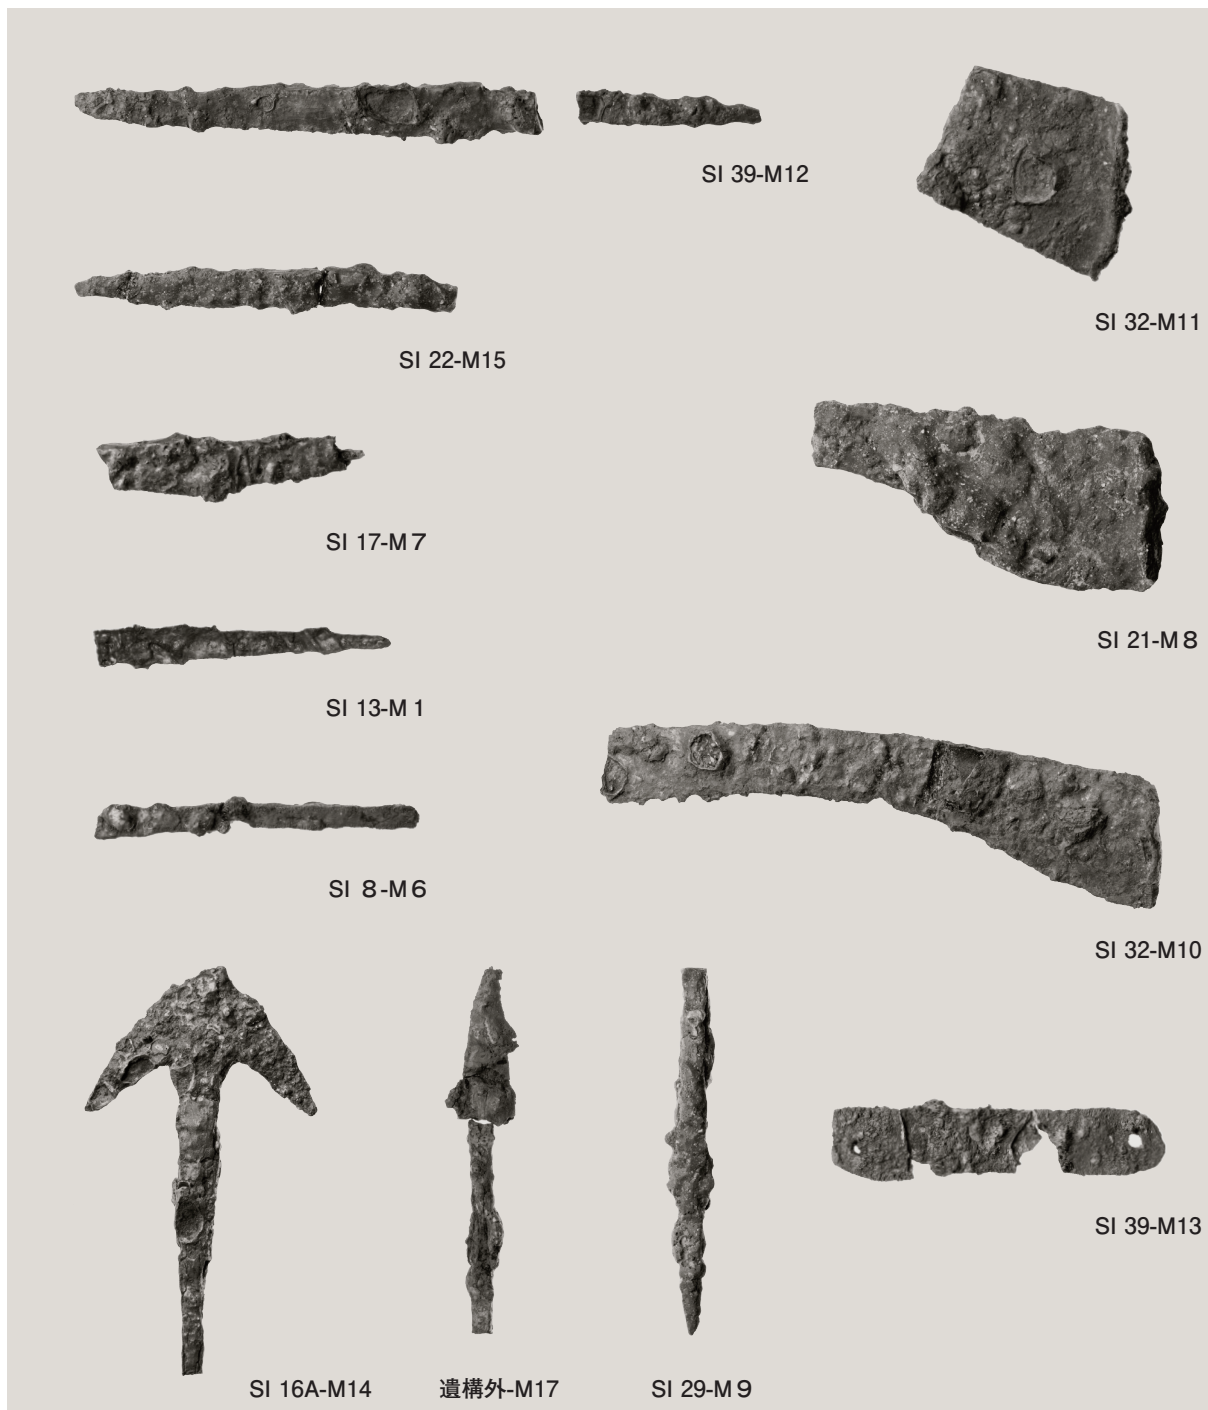 SI 39-M12
SI 32-M11
SI 22-M15
SI 17-M７
SI 21-M８
SI 13-M１
SI ８-M６
SI 32-M10
SI 39-M13
SI 16A-M14
遺構外-M17
SI 29-M９